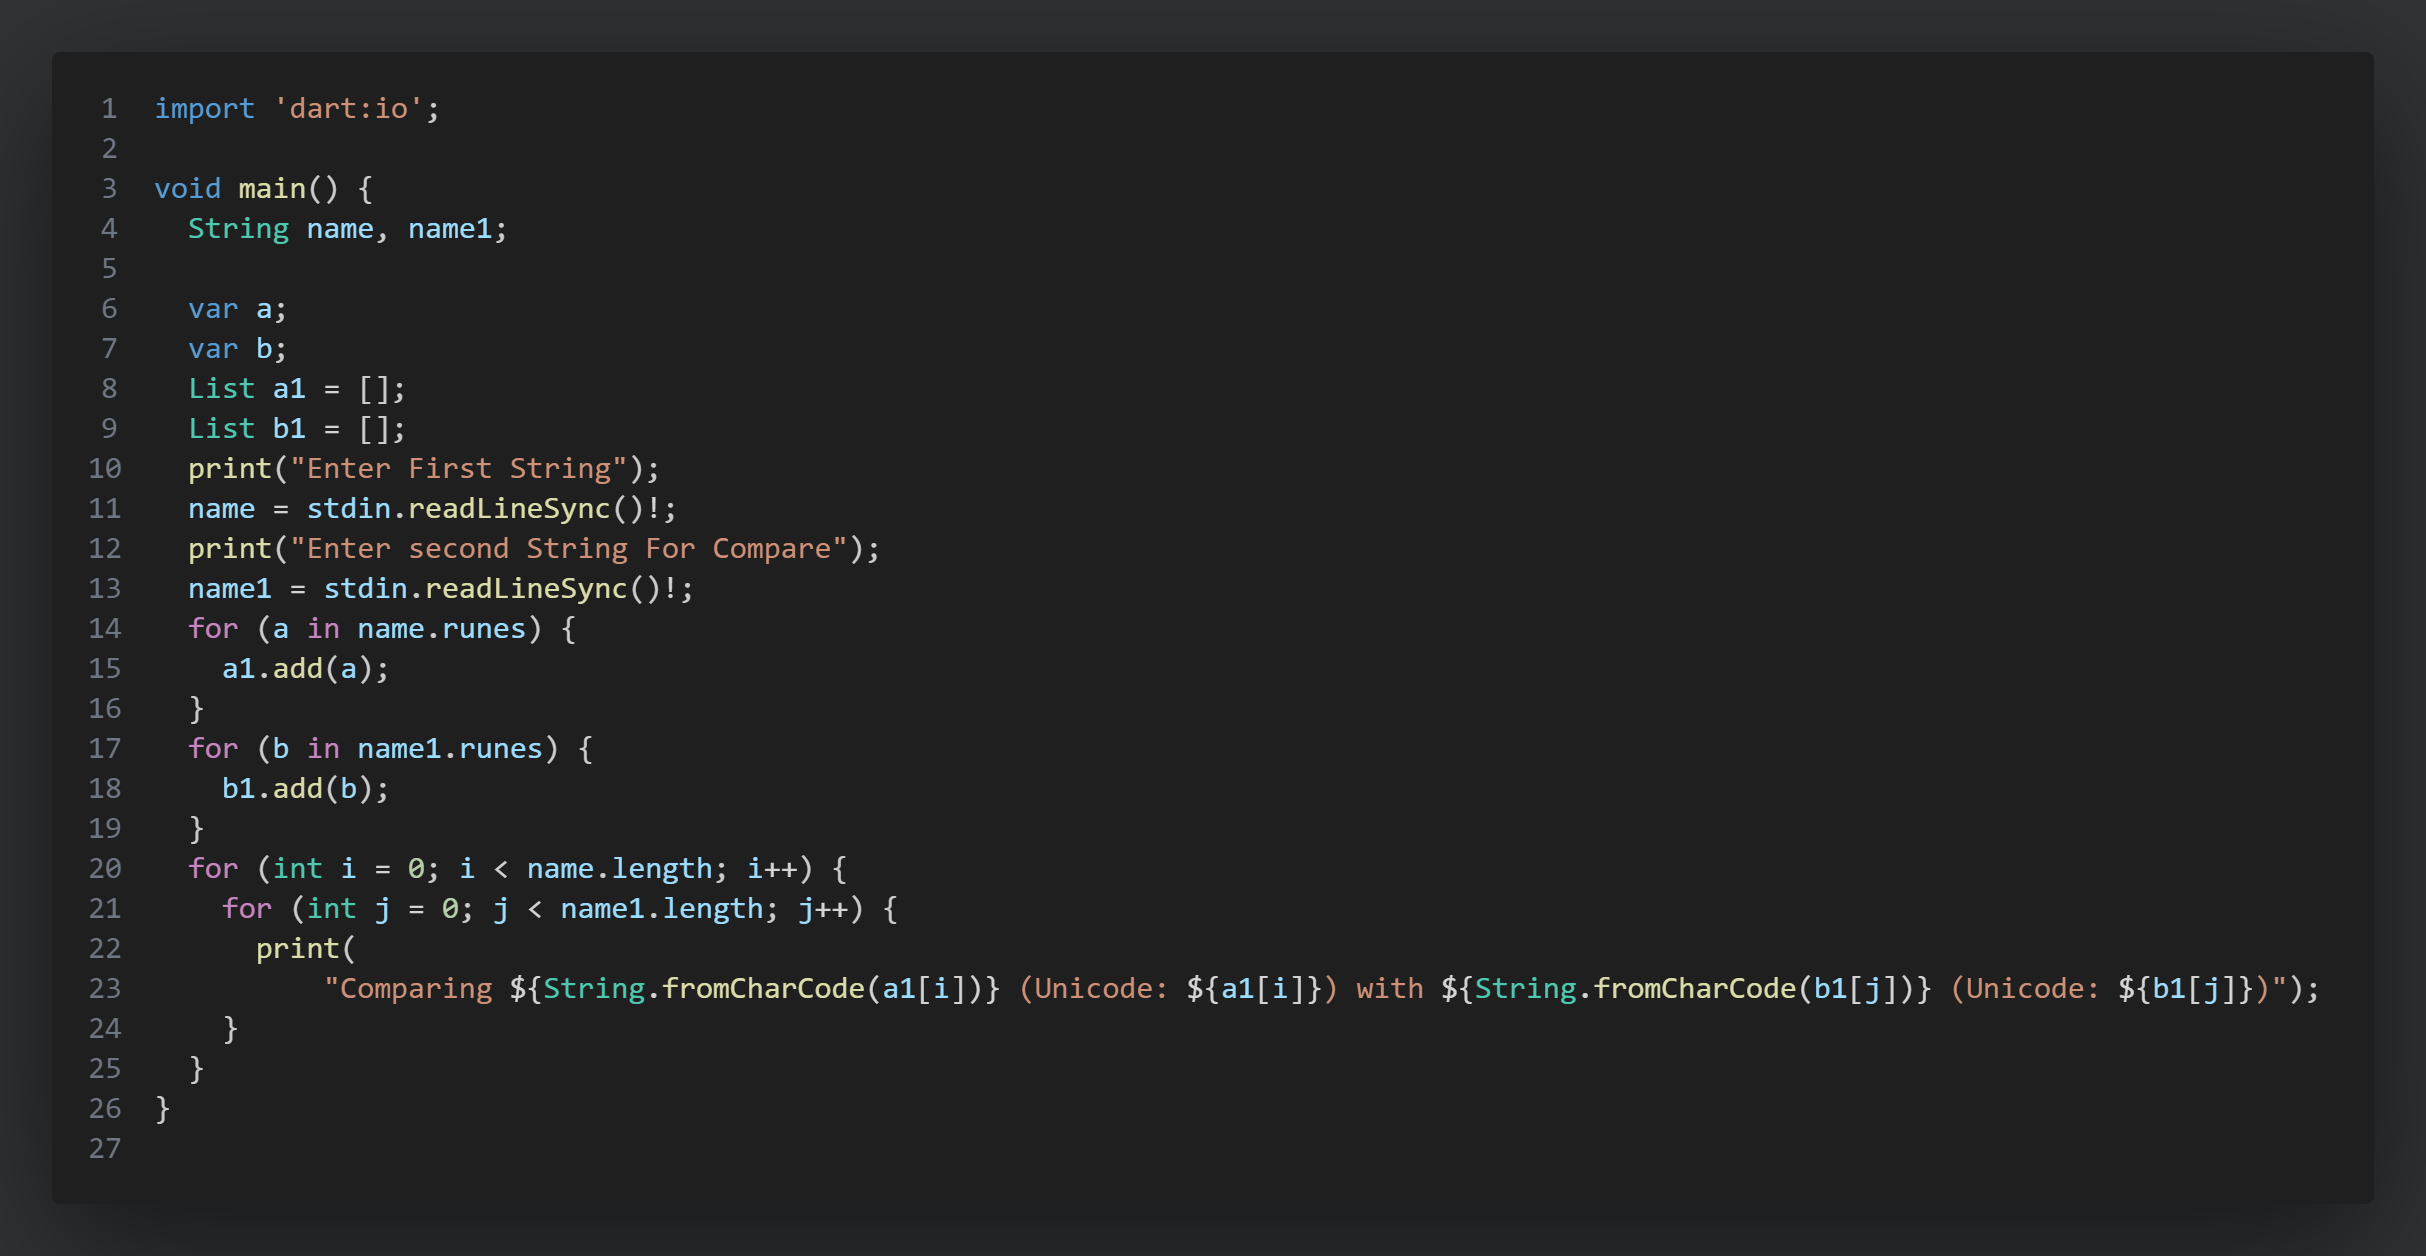 1 import 'dart:io';
2
3 void main() {
4   String name, name1;
5
6   var a;
7   var b;
8   List a1 = [];
9   List b1 = [];
10   print("Enter First String");
11   name = stdin.readLineSync()!;
12   print("Enter second String For Compare");
13   name1 = stdin.readLineSync()!;
14   for (a in name.runes) {
15     a1.add(a);
16   }
17   for (b in name1.runes) {
18     b1.add(b);
19   }
20   for (int i = 0; i < name.length; i++) {
21     for (int j = 0; j < name1.length; j++) {
22       print(
23           "Comparing ${String.fromCharCode(a1[i])} (Unicode: ${a1[i]}) with ${String.fromCharCode(b1[j])} (Unicode: ${b1[j]})");
24     }
25   }
26 }
27